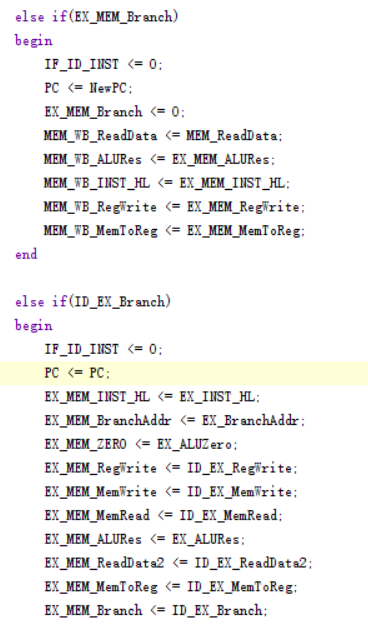 else if(EX_MEM_Branch)
begin
IF_ID_INST <= 0;
PC <= NewPC;
EX_MEM_Branch <= 0;
MEM_WB_ReadData <= MEM_ReadData;
MEM_WB_ALURes <= EX_MEM_ALURes;
MEM_WB_INST_HL <= EX_MEM_INST_HL;
MEM_WB_RegWrite <= EX_MEM_RegWrite;
MEM_WB_MemToReg <= EX_MEM_MemToReg;
end
else if(ID_EX_Branch)
begin
IF_ID_INST <= 0;
PC <= PC;
EX_MEM_INST_HL <= EX_INST_HL;
EX_MEM_BranchAddr <= EX_BranchAddr;
EX_MEM_ZERO <= EX_ALUZero;
EX_MEM_RegWrite <= ID_EX_RegWrite;
EX_MEM_MemWrite <= ID_EX_MemWrite;
EX_MEM_MemRead <= ID_EX_MemRead;
EX_MEM_ALURes <= EX_ALURes;
EX_MEM_ReadData2 <= ID_EX_ReadData2;
EX_MEM_MemToReg <= ID_EX_MemToReg;
EX_MEM_Branch <= ID_EX_Branch;